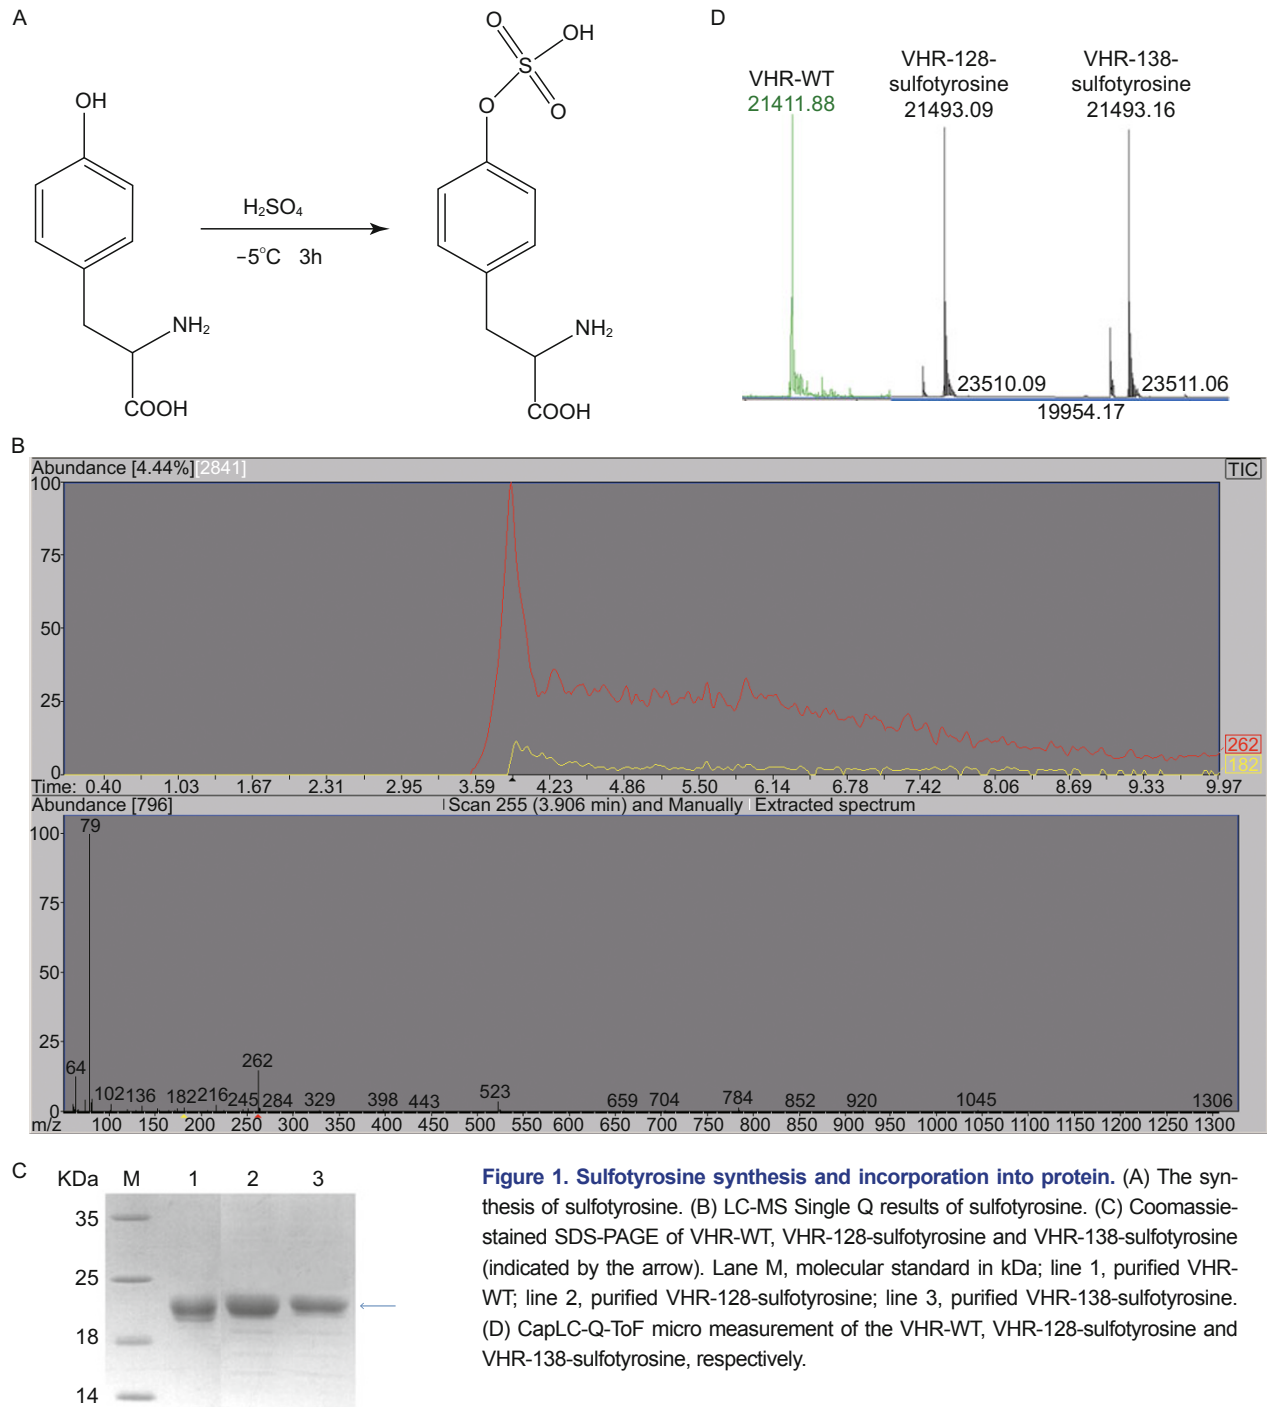 A
OH
H₂SO₄
−5°C 3h
NH₂
COOH
O
OH
S
O
O
NH₂
COOH
D
VHR-WT
21411.88
VHR-128-
sulfotyrosine
21493.09
VHR-138-
sulfotyrosine
21493.16
23510.09
23511.06
19954.17
B
Abundance [4.44%][2841]
TIC
100
75
50
25
0
262
182
Time: 0.40 1.03 1.67 2.31 2.95 3.59 4.23 4.86 5.50 6.14 6.78 7.42 8.06 8.69 9.33 9.97
Abundance [796]
Scan 255 (3.906 min) and Manually Extracted spectrum
100
75
50
25
0
79
64
102 136 182 216 245 262 284 329 398 443 523 659 704 784 852 920 1045 1306
m/z 100 150 200 250 300 350 400 450 500 550 600 650 700 750 800 850 900 950 1000 1050 1100 1150 1200 1250 1300
C
KDa M 1 2 3
35
25
18
14
Figure 1. Sulfotyrosine synthesis and incorporation into protein. (A) The syn-
thesis of sulfotyrosine. (B) LC-MS Single Q results of sulfotyrosine. (C) Coomassie-
stained SDS-PAGE of VHR-WT, VHR-128-sulfotyrosine and VHR-138-sulfotyrosine
(indicated by the arrow). Lane M, molecular standard in kDa; line 1, purified VHR-
WT; line 2, purified VHR-128-sulfotyrosine; line 3, purified VHR-138-sulfotyrosine.
(D) CapLC-Q-ToF micro measurement of the VHR-WT, VHR-128-sulfotyrosine and
VHR-138-sulfotyrosine, respectively.